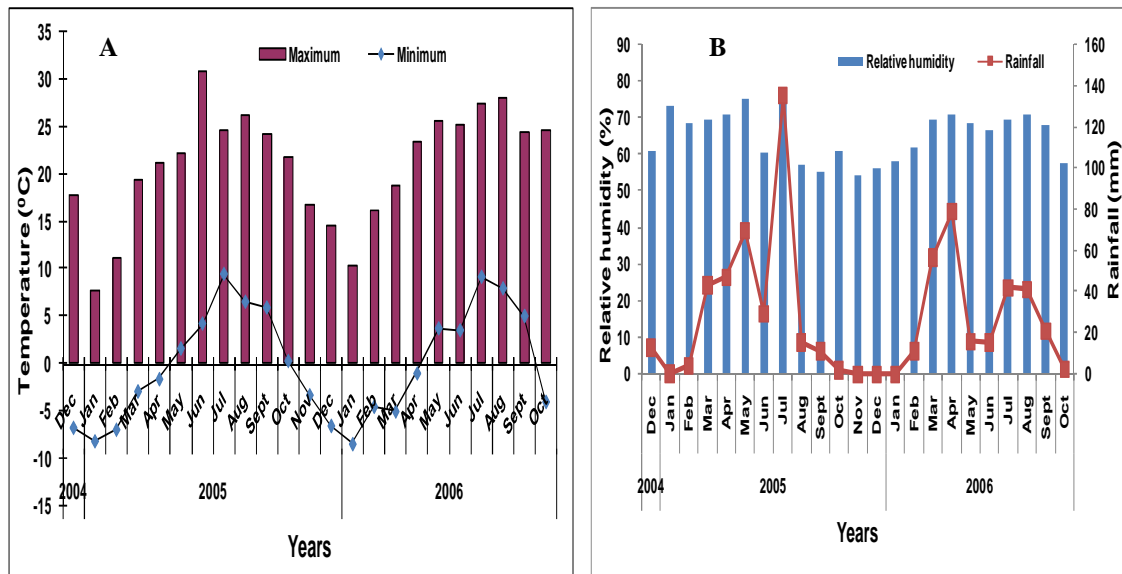 A
Maximum Minimum
Temperature (ºC)
35
30
25
20
15
10
5
0
-5
-10
-15
Dec Jan Feb Mar Apr May Jun Jul Aug Sept Oct Nov Dec Jan Feb Mar Apr May Jun Jul Aug Sept Oct
2004 2005 2006
Years
B
Relative humidity Rainfall
Relative humidity (%)
90
80
70
60
50
40
30
20
10
0
160
140
120
100
80
60
40
20
0
Rainfall (mm)
Dec Jan Feb Mar Apr May Jun Jul Aug Sept Oct Nov Dec Jan Feb Mar Apr May Jun Jul Aug Sept Oct
2004 2005 2006
Years